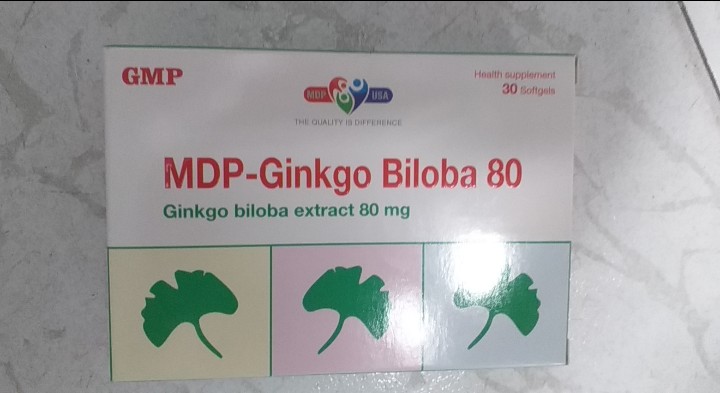 GMP
MDP USA
THE QUALITY IS DIFFERENCE
Health supplement
30 Softgels
MDP-Ginkgo Biloba 80
Ginkgo biloba extract 80 mg